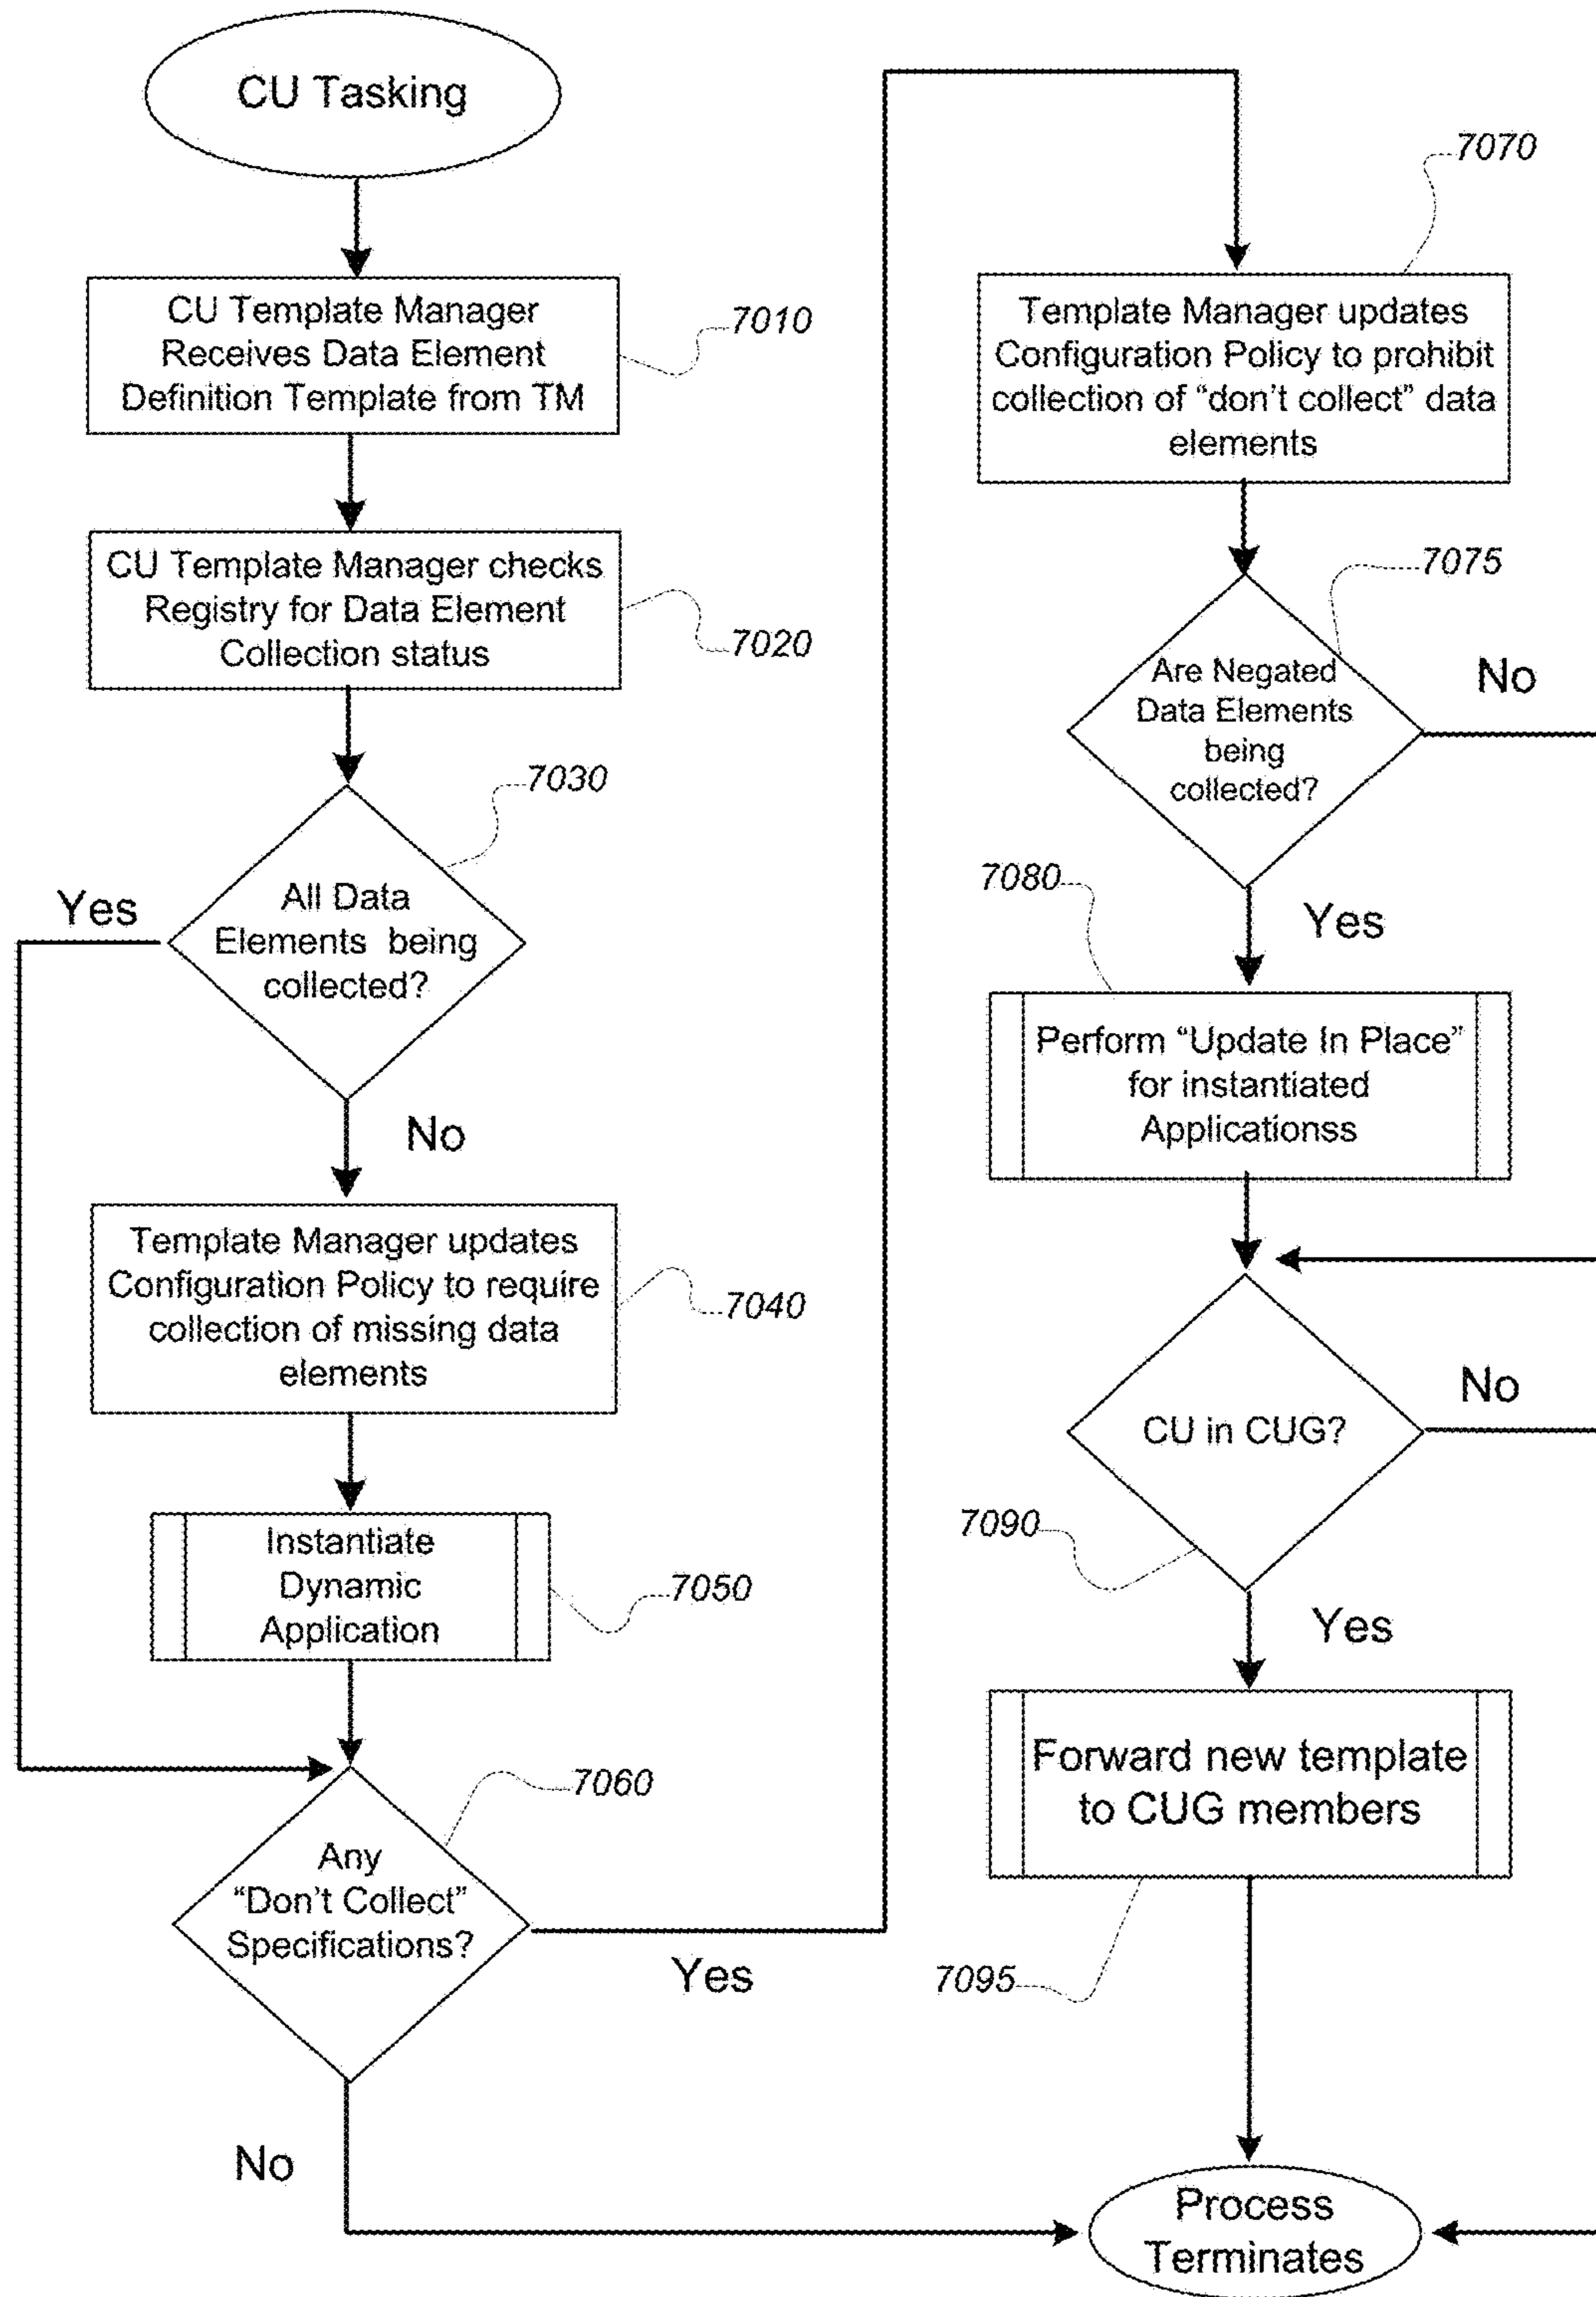 CU Tasking
CU Template Manager
Receives Data Element
Definition Template from TM
7010
CU Template Manager checks
Registry for Data Element
Collection status
7020
7030
All Data
Elements being
collected?
Yes
No
Template Manager updates
Configuration Policy to require
collection of missing data
elements
7040
Instantiate
Dynamic
Application
7050
7060
Any
“Don't Collect”
Specifications?
Yes
No
7070
Template Manager updates
Configuration Policy to prohibit
collection of “don't collect” data
elements
7075
Are Negated
Data Elements
being
collected?
No
Yes
7080
Perform “Update In Place”
for instantiated
Applicationss
CU in CUG?
No
7090
Yes
Forward new template
to CUG members
7095
Process
Terminates